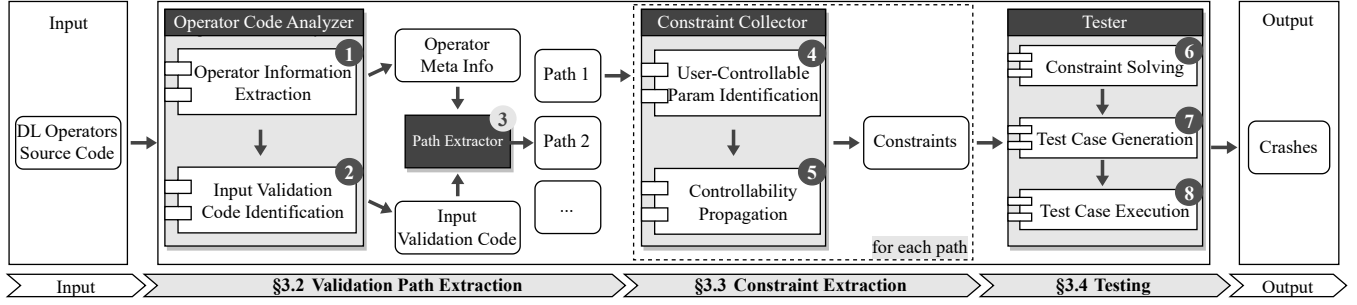 Input
DL Operators
Source Code
Operator Code Analyzer
1
Operator Information
Extraction
2
Input Validation
Code Identification
Operator
Meta Info
3
Path Extractor
Input
Validation Code
Path 1
Path 2
...
Constraint Collector
4
User-Controllable
Param Identification
5
Controllability
Propagation
Constraints
for each path
Tester
6
Constraint Solving
7
Test Case Generation
8
Test Case Execution
Output
Crashes
Input
§3.2 Validation Path Extraction
§3.3 Constraint Extraction
§3.4 Testing
Output